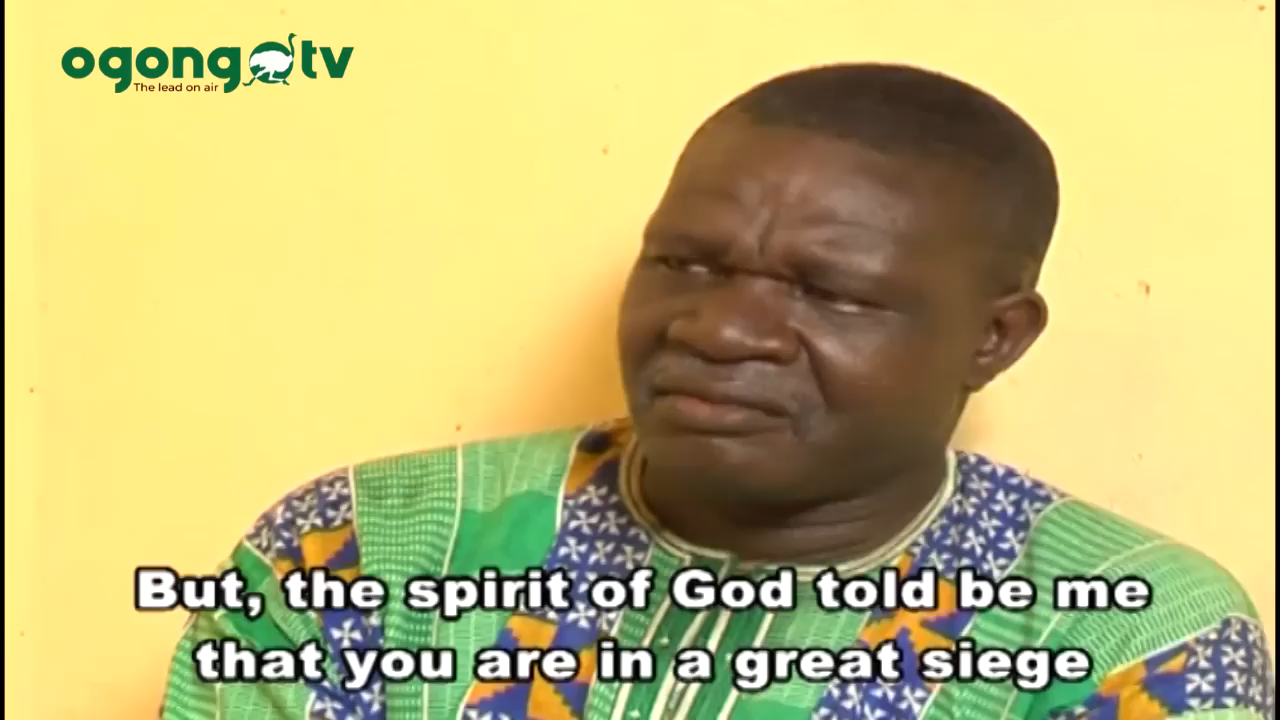 ogongo tv
The lead on air
But, the spirit of God told be me
that you are in a great siege